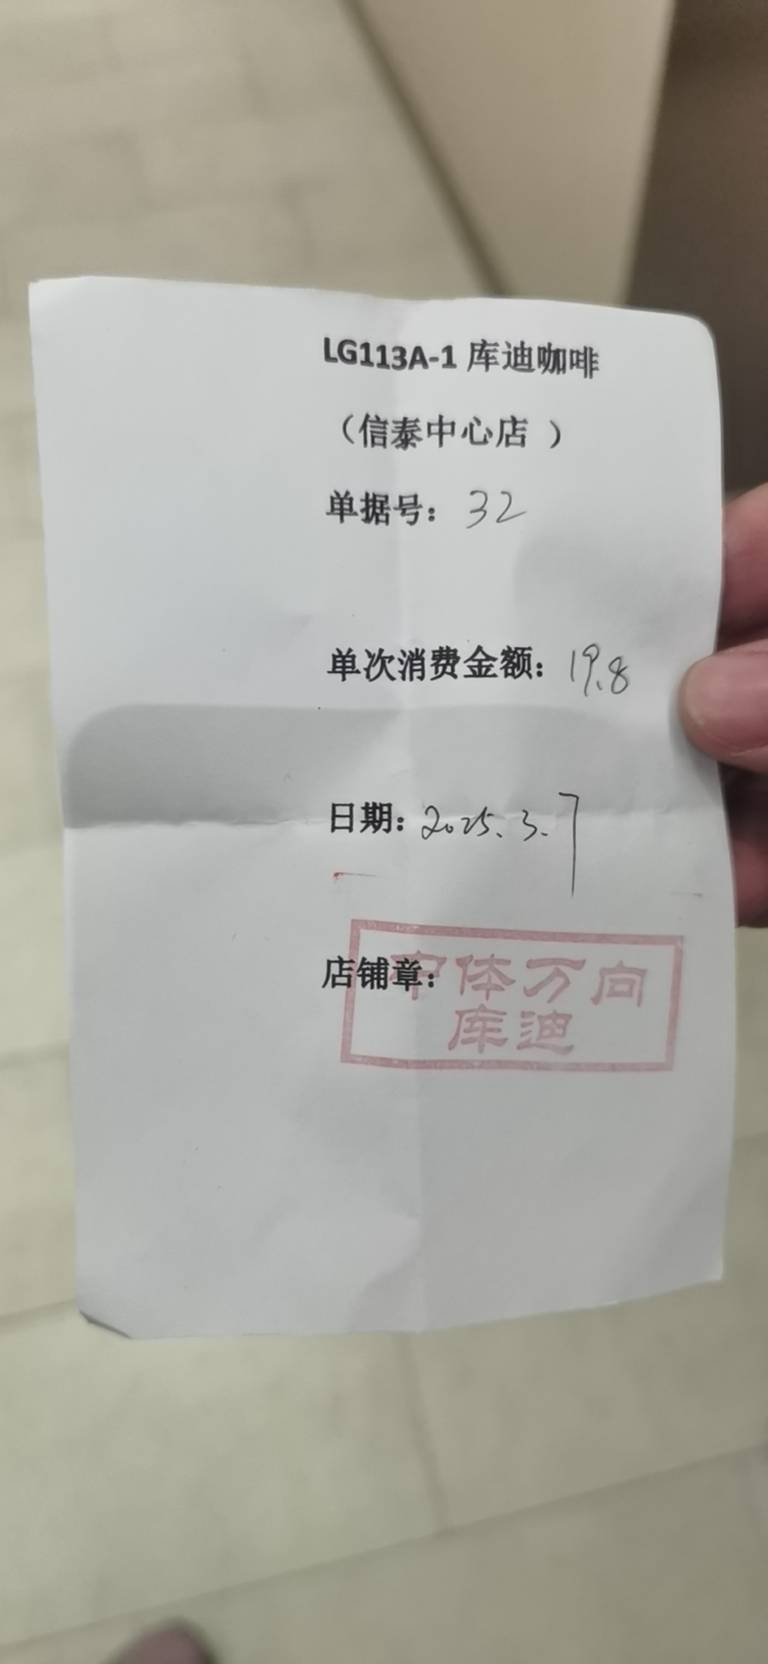 LG113A-1 库迪咖啡
（信泰中心店 ）
单据号：32
单次消费金额：19.8
日期：2025.3.7
店铺章：
中体万向
库迪